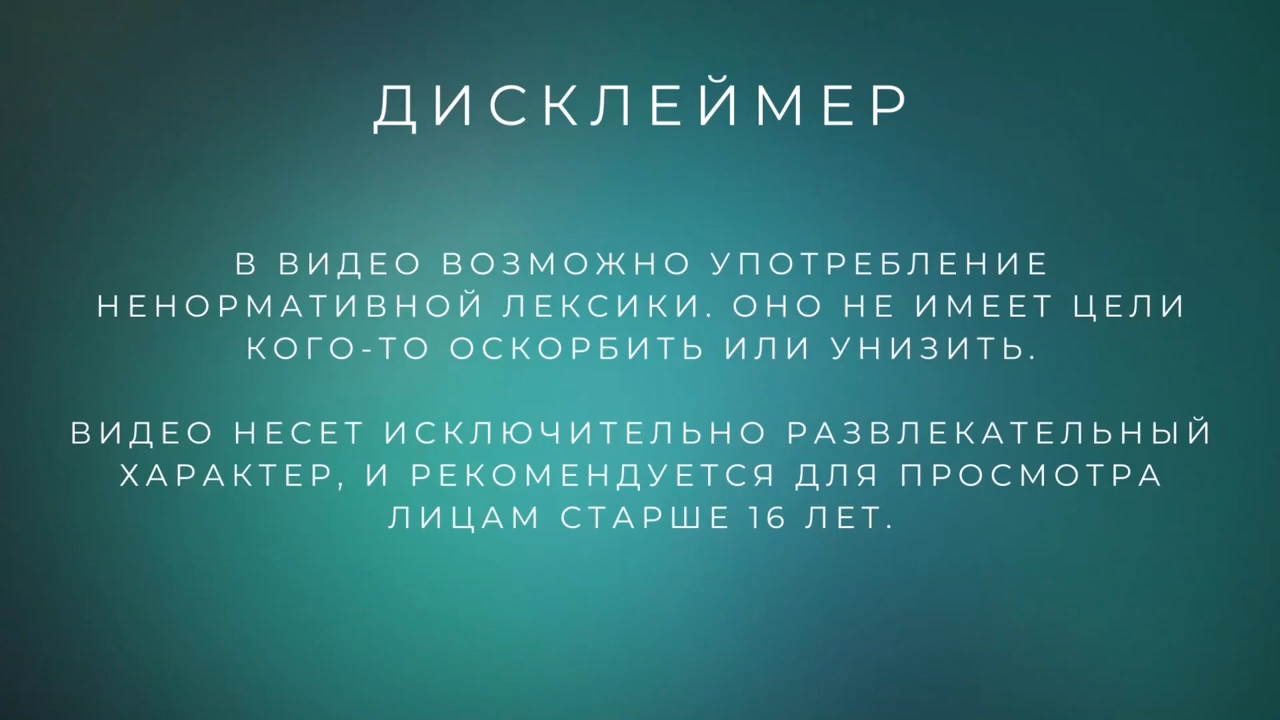 ДИСКЛЕЙМЕР
В ВИДЕО ВОЗМОЖНО УПОТРЕБЛЕНИЕ
НЕНОРМАТИВНОЙ ЛЕКСИКИ. ОНО НЕ ИМЕЕТ ЦЕЛИ
КОГО-ТО ОСКОРБИТЬ ИЛИ УНИЗИТЬ.
ВИДЕО НЕСЕТ ИСКЛЮЧИТЕЛЬНО РАЗВЛЕКАТЕЛЬНЫЙ
ХАРАКТЕР, И РЕКОМЕНДУЕТСЯ ДЛЯ ПРОСМОТРА
ЛИЦАМ СТАРШЕ 16 ЛЕТ.